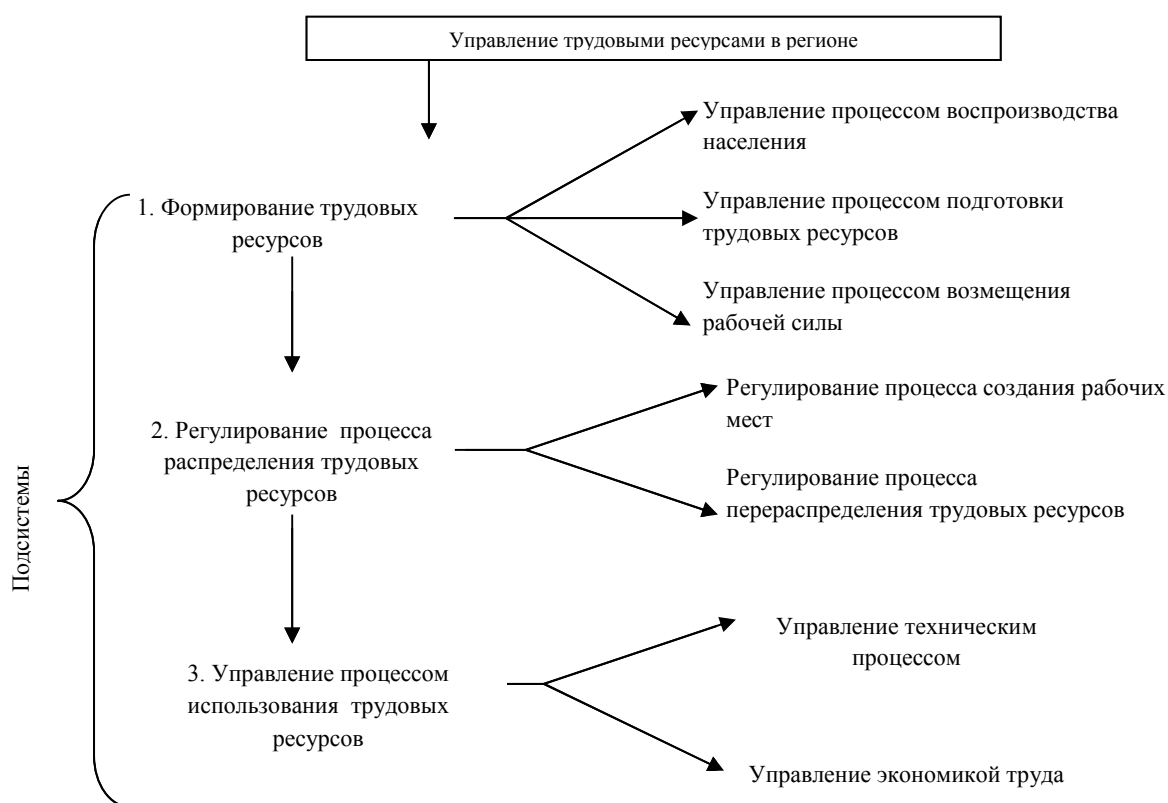 Управление трудовыми ресурсами в регионе
Управление процессом воспроизводства
населения
1. Формирование трудовых
ресурсов
Управление процессом подготовки
трудовых ресурсов
Управление процессом возмещения
рабочей силы
Регулирование процесса создания рабочих
мест
2. Регулирование процесса
распределения трудовых
ресурсов
Регулирование процесса
перераспределения трудовых ресурсов
Подсистемы
Управление техническим
процессом
3. Управление процессом
использования трудовых
ресурсов
Управление экономикой труда